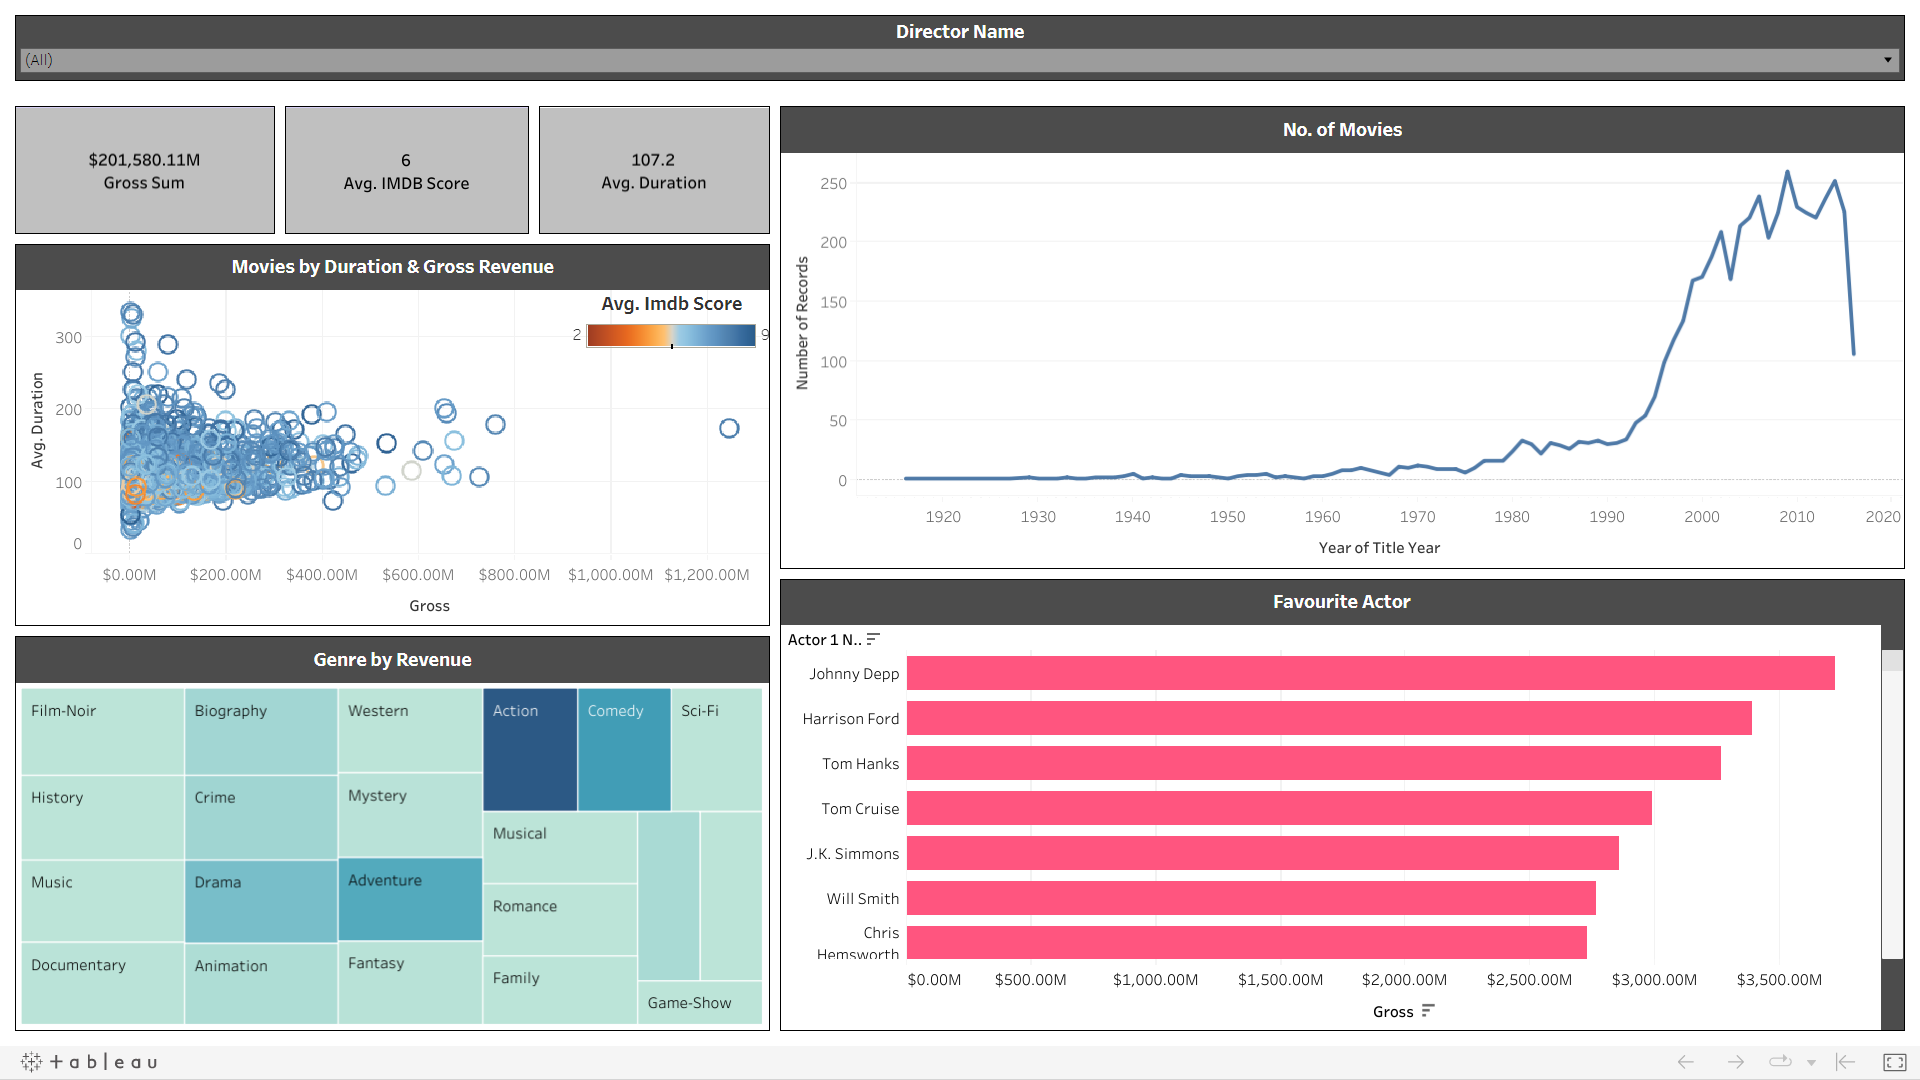 Director Name
(All)
$201,580.11M
Gross Sum
6
Avg. IMDB Score
107.2
Avg. Duration
Movies by Duration & Gross Revenue
Avg. Imdb Score
2
9
300
200
100
0
Avg. Duration
$0.00M
$200.00M
$400.00M
$600.00M
$800.00M
$1,000.00M
$1,200.00M
Gross
Genre by Revenue
Film-Noir
Biography
Western
Action
Comedy
Sci-Fi
History
Crime
Mystery
Musical
Music
Drama
Adventure
Romance
Documentary
Animation
Fantasy
Family
Game-Show
No. of Movies
250
200
150
100
50
0
Number of Records
1920
1930
1940
1950
1960
1970
1980
1990
2000
2010
2020
Year of Title Year
Favourite Actor
Actor 1 N..
Johnny Depp
Harrison Ford
Tom Hanks
Tom Cruise
J.K. Simmons
Will Smith
Chris
Hemsworth
$0.00M
$500.00M
$1,000.00M
$1,500.00M
$2,000.00M
$2,500.00M
$3,000.00M
$3,500.00M
Gross
tableau